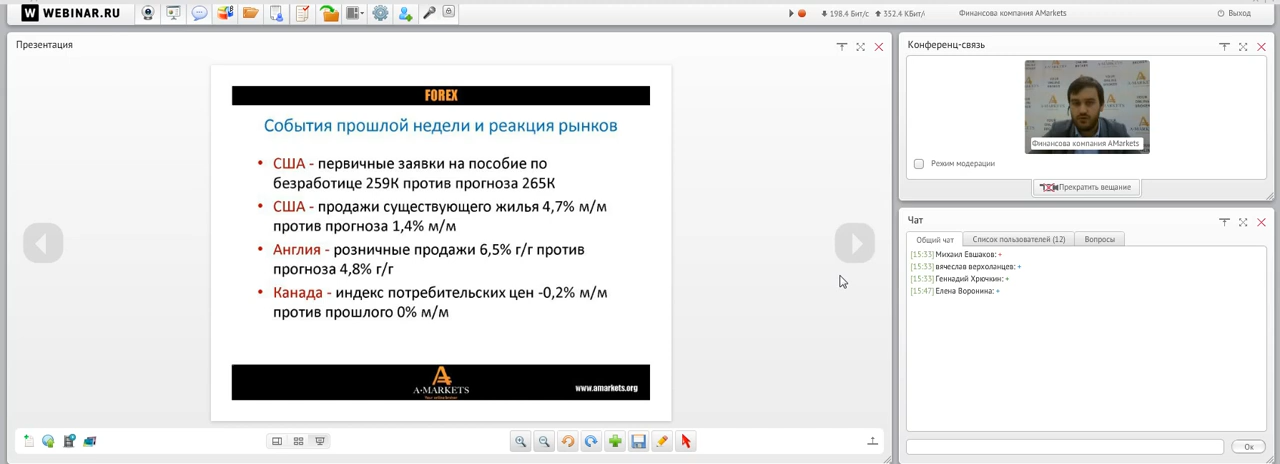 W WEBINAR.RU
198.4 Бит/с 352.4 КБит/
Финансова компания AMarkets
Выход
Презентация
FOREX
События прошлой недели и реакция рынков
• США - первичные заявки на пособие по
безработице 259К против прогноза 265К
• США - продажи существующего жилья 4,7% м/м
против прогноза 1,4% м/м
• Англия - розничные продажи 6,5% г/г против
прогноза 4,8% г/г
• Канада - индекс потребительских цен -0,2% м/м
против прошлого 0% м/м
A·MARKETS
Your online broker
www.amarkets.org
Конференц-связь
Финансова компания AMarkets
Режим модерации
Прекратить вещание
Чат
Общий чат
Список пользователей (12)
Вопросы
[15:33] Михаил Евшаков: +
[15:33] вячеслав верхоланцев: +
[15:33] Геннадий Хрючкин: +
[15:47] Елена Воронина: +
Ок